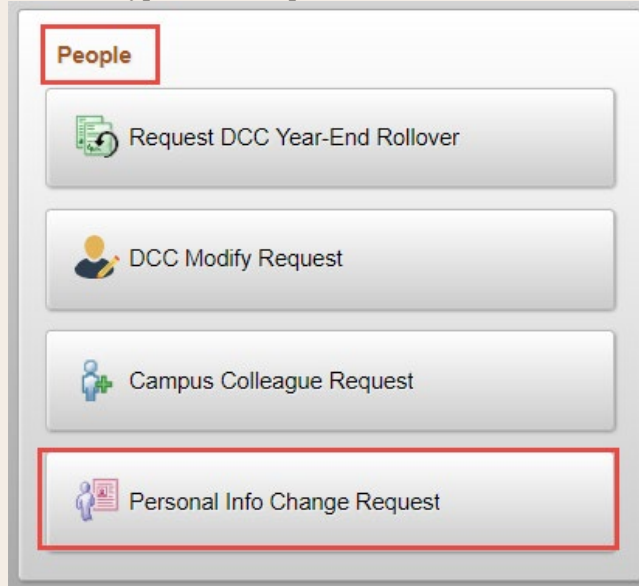 People
Request DCC Year-End Rollover
DCC Modify Request
Campus Colleague Request
Personal Info Change Request